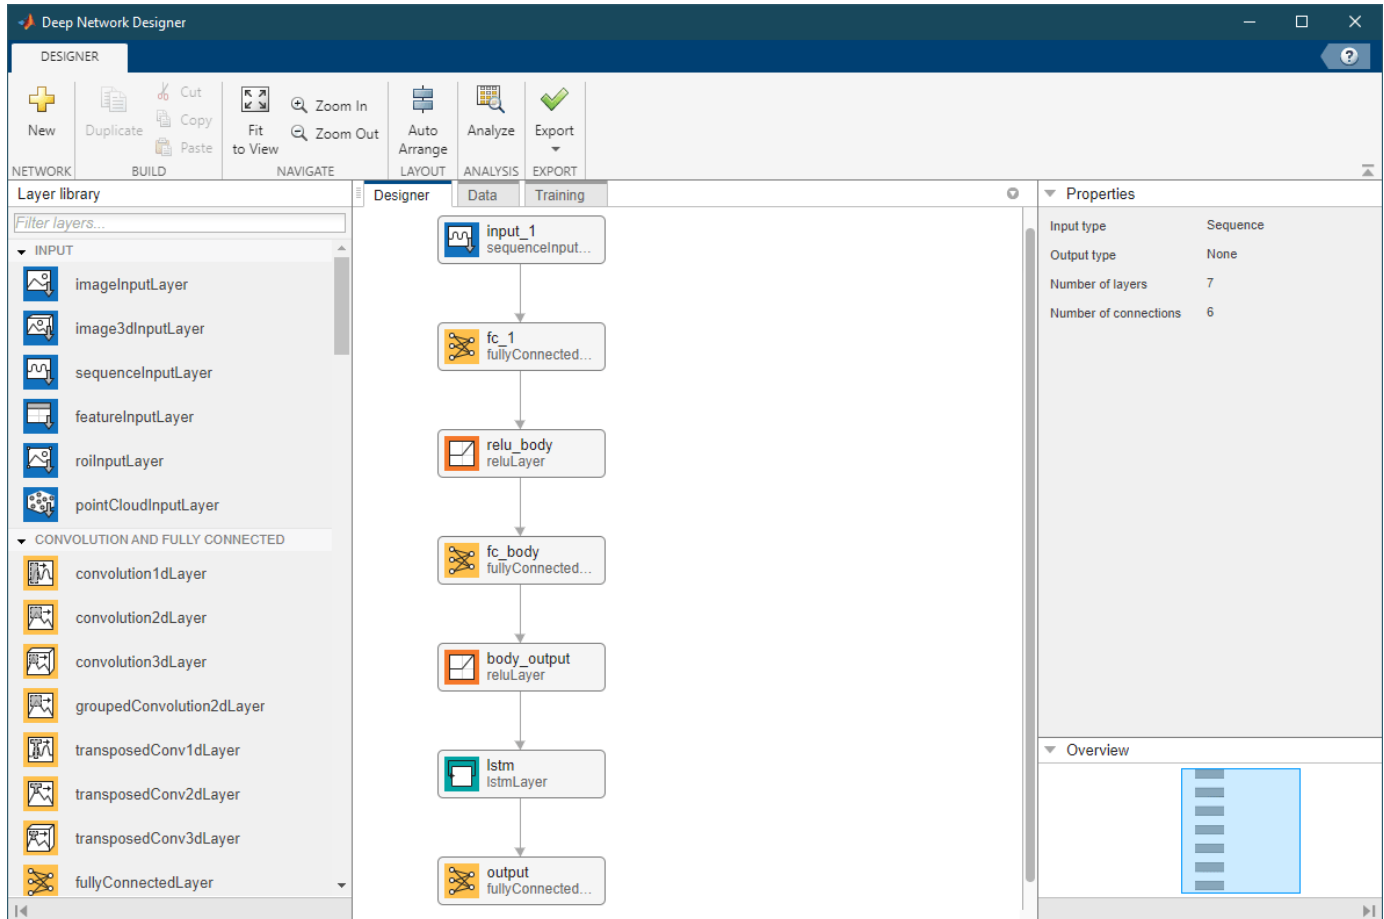 Deep Network Designer
DESIGNER
?
New
Duplicate
Cut
Copy
Paste
Fit
to View
Zoom In
Zoom Out
Auto
Arrange
Analyze
Export
NETWORK
BUILD
NAVIGATE
LAYOUT
ANALYSIS
EXPORT
Layer library
Filter layers...
INPUT
imageInputLayer
image3dInputLayer
sequenceInputLayer
featureInputLayer
roiInputLayer
pointCloudInputLayer
CONVOLUTION AND FULLY CONNECTED
convolution1dLayer
convolution2dLayer
convolution3dLayer
groupedConvolution2dLayer
transposedConv1dLayer
transposedConv2dLayer
transposedConv3dLayer
fullyConnectedLayer
Designer
Data
Training
input_1
sequenceInput...
fc_1
fullyConnected...
relu_body
reluLayer
fc_body
fullyConnected...
body_output
reluLayer
lstm
lstmLayer
output
fullyConnected...
Properties
Input type Sequence
Output type None
Number of layers 7
Number of connections 6
Overview